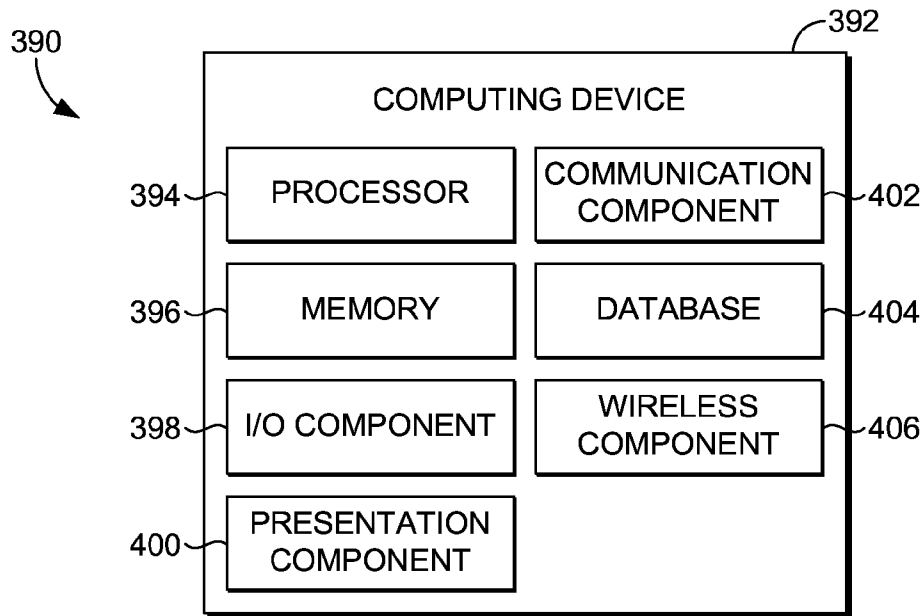 390
392
COMPUTING DEVICE
394
PROCESSOR
COMMUNICATION
COMPONENT
402
396
MEMORY
DATABASE
404
398
I/O COMPONENT
WIRELESS
COMPONENT
406
400
PRESENTATION
COMPONENT